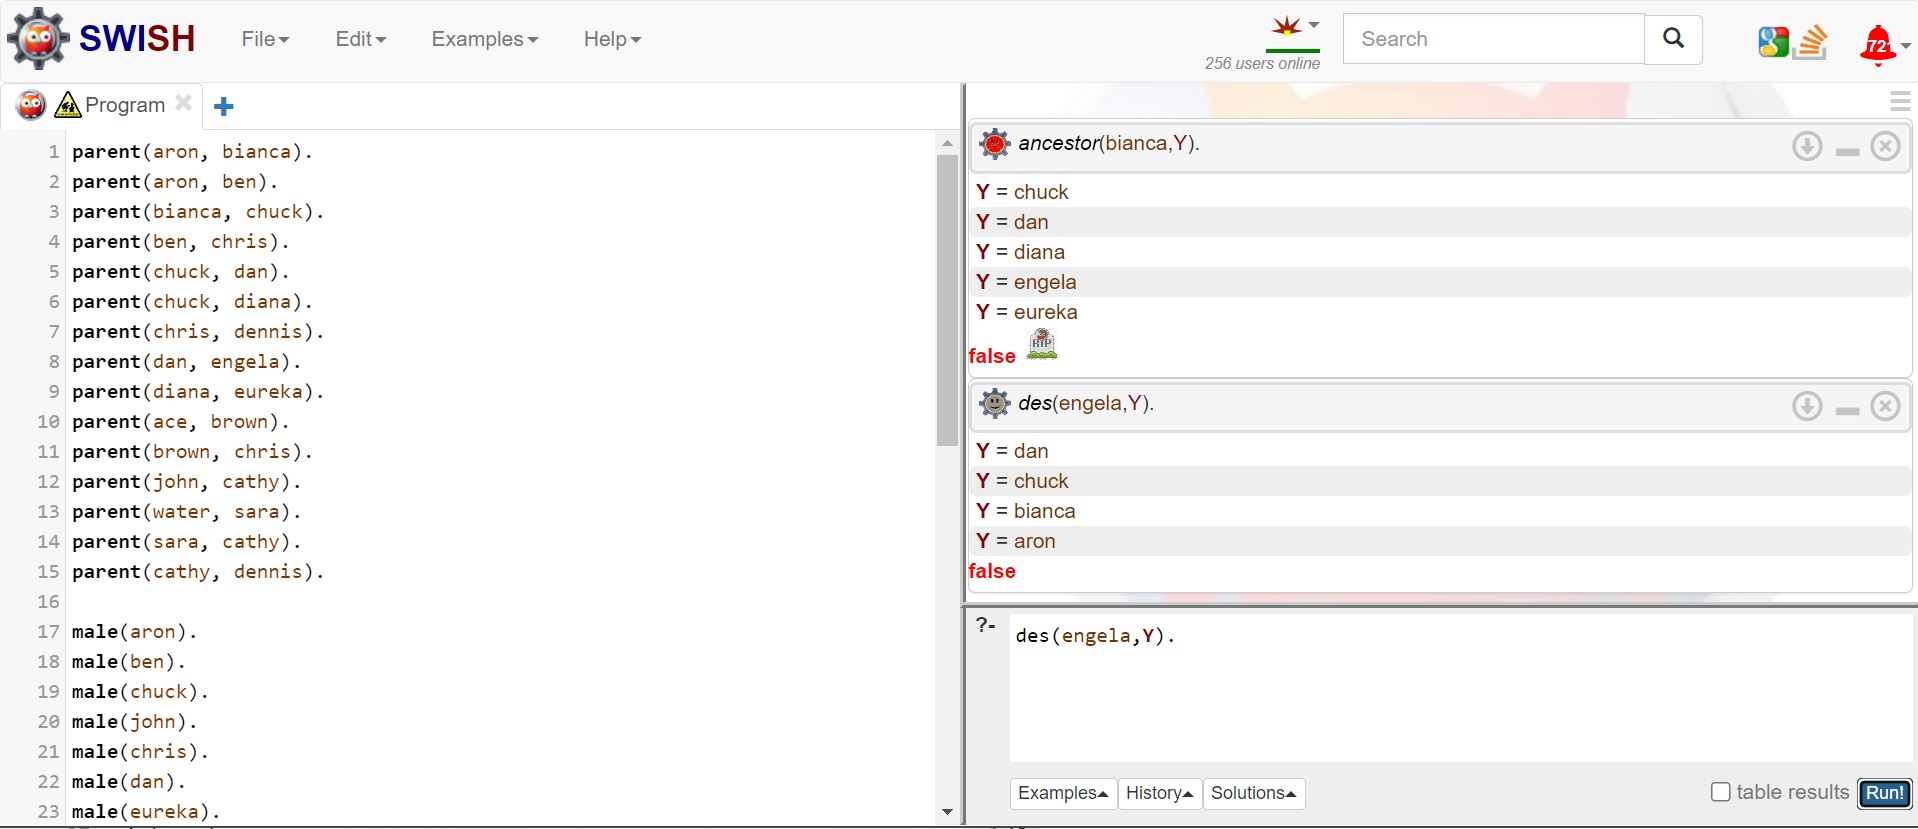 SWISH File Edit Examples Help 256 users online Search 721
Program
1 parent(aron, bianca).
2 parent(aron, ben).
3 parent(bianca, chuck).
4 parent(ben, chris).
5 parent(chuck, dan).
6 parent(chuck, diana).
7 parent(chris, dennis).
8 parent(dan, engela).
9 parent(diana, eureka).
10 parent(ace, brown).
11 parent(brown, chris).
12 parent(john, cathy).
13 parent(water, sara).
14 parent(sara, cathy).
15 parent(cathy, dennis).
16
17 male(aron).
18 male(ben).
19 male(chuck).
20 male(john).
21 male(chris).
22 male(dan).
23 male(eureka).
ancestor(bianca,Y).
Y = chuck
Y = dan
Y = diana
Y = engela
Y = eureka
false RIP
des(engela,Y).
Y = dan
Y = chuck
Y = bianca
Y = aron
false
?- des(engela,Y).
Examples History Solutions table results Run!